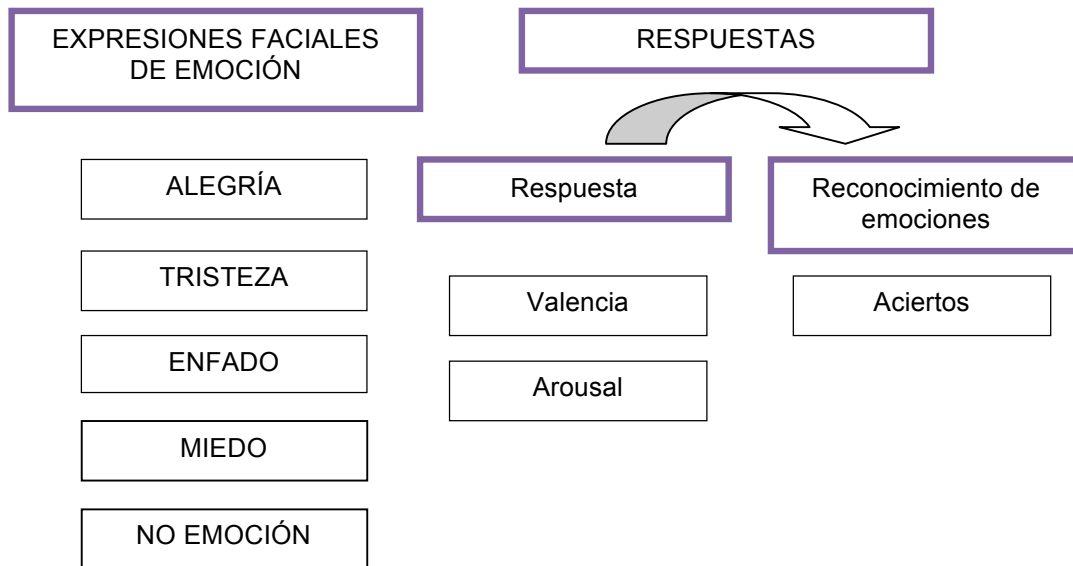 EXPRESIONES FACIALES
DE EMOCIÓN
RESPUESTAS
ALEGRÍA
TRISTEZA
ENFADO
MIEDO
NO EMOCIÓN
Respuesta
Valencia
Arousal
Reconocimiento de
emociones
Aciertos